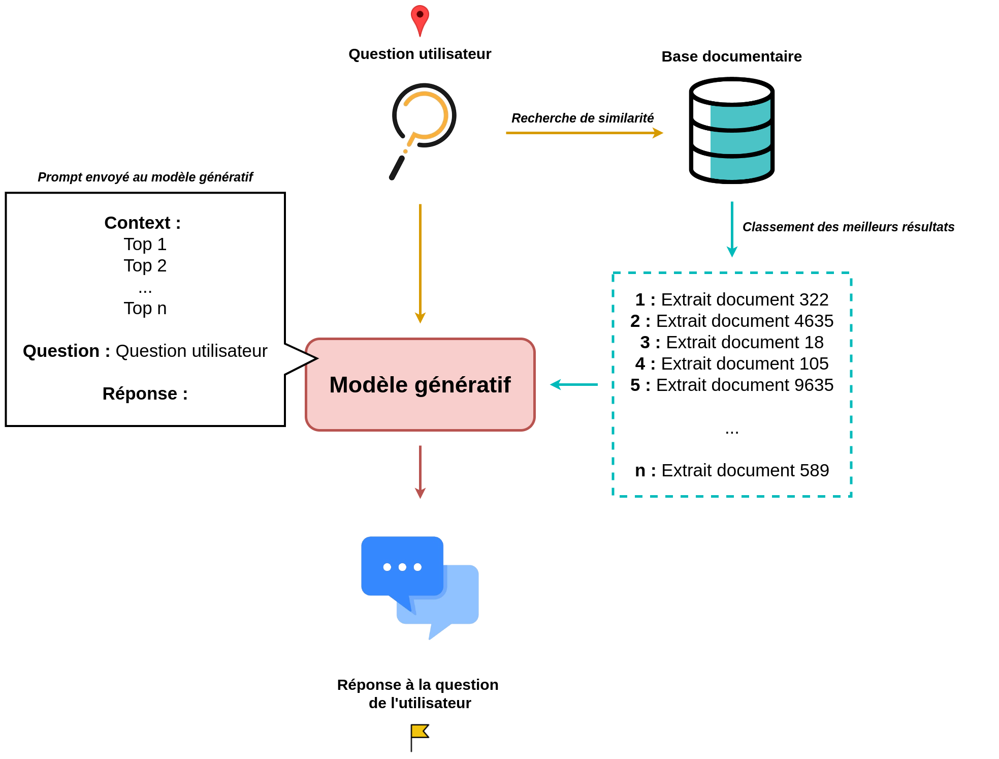 Question utilisateur
Base documentaire
Recherche de similarité
Prompt envoyé au modèle génératif
Context :
Top 1
Top 2
...
Top n
Question : Question utilisateur
Réponse :
Classement des meilleurs résultats
1 : Extrait document 322
2 : Extrait document 4635
3 : Extrait document 18
4 : Extrait document 105
5 : Extrait document 9635
...
n : Extrait document 589
Modèle génératif
Réponse à la question
de l'utilisateur